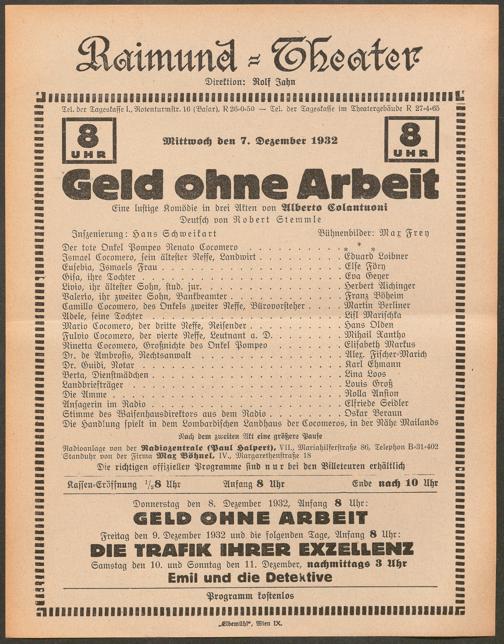 Raimund=Theater
Direktion: Rolf Jahn
Tel. der Tageskasse I., Rotenturmstr. 16 (Basar), R 26-0-50 — Tel. der Tageskasse im Theatergebäude R 27-4-65
8 UHR
Mittwoch den 7. Dezember 1932
8 UHR
Geld ohne Arbeit
Eine lustige Komödie in drei Akten von Alberto Colantuoni
Deutsch von Robert Stemmle
Inszenierung: Hans Schweikart Bühnenbilder: Max Frey
Der tote Onkel Pompeo Renato Cocomero . . . * * *
Ismael Cocomero, sein ältester Neffe, Landwirt . . . Eduard Loibner
Eusebia, Ismaels Frau . . . Else Föry
Gisa, ihre Tochter . . . Eva Geyer
Livio, ihr ältester Sohn, stud. jur. . . . Herbert Aichinger
Valerio, ihr zweiter Sohn, Bankbeamter . . . Franz Böheim
Camillo Cocomero, des Onkels zweiter Neffe, Bürovorsteher . . . Martin Berliner
Adele, seine Tochter . . . Lisl Marischka
Mario Cocomero, der dritte Neffe, Reisender . . . Hans Olden
Fulvio Cocomero, der vierte Neffe, Leutnant a. D. . . . Mihail Xantho
Ninetta Cocomero, Großnichte des Onkel Pompeo . . . Elisabeth Markus
Dr. de Ambrosis, Rechtsanwalt . . . Alex. Fischer-Marich
Dr. Guidi, Notar . . . Karl Ehmann
Berta, Dienstmädchen . . . Lina Loos
Landbriefträger . . . Louis Groß
Die Amme . . . Rolla Anston
Ansagerin im Radio . . . Elfriede Seidler
Stimme des Waisenhausdirektors aus dem Radio . . . Oskar Beraun
Die Handlung spielt in dem Lombardischen Landhaus der Cocomeros, in der Nähe Mailands
Nach dem zweiten Akt eine größere Pause
Radioanlage von der Radiozentrale (Paul Halpert), VII., Mariahilferstraße 86, Telephon B-31-402
Standuhr von der Firma Max Böhnel, IV., Margaretenstraße 18
Die richtigen offiziellen Programme sind nur bei den Billeteuren erhältlich
Kassen-Eröffnung ½8 Uhr Anfang 8 Uhr Ende nach 10 Uhr
Donnerstag den 8. Dezember 1932, Anfang 8 Uhr:
GELD OHNE ARBEIT
Freitag den 9. Dezember 1932 und die folgenden Tage, Anfang 8 Uhr:
DIE TRAFIK IHRER EXZELLENZ
Samstag den 10. und Sonntag den 11. Dezember, nachmittags 3 Uhr
Emil und die Detektive
Programm kostenlos
„Elbemühl“, Wien IX.